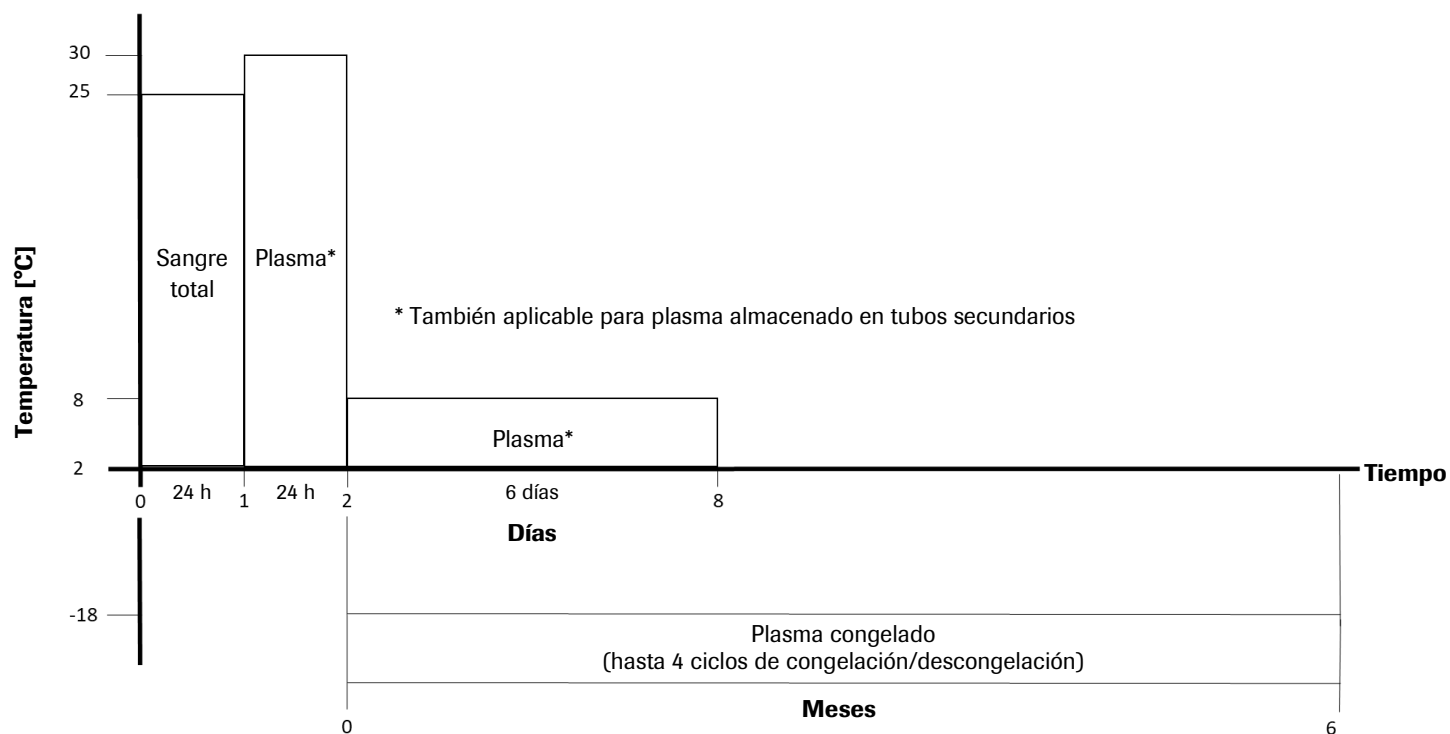 30
25
Temperatura [°C]
Sangre
total
Plasma*
* También aplicable para plasma almacenado en tubos secundarios
8
Plasma*
2
Tiempo
24 h
24 h
6 días
0
1
2
8
Días
-18
Plasma congelado
(hasta 4 ciclos de congelación/descongelación)
Meses
0
6